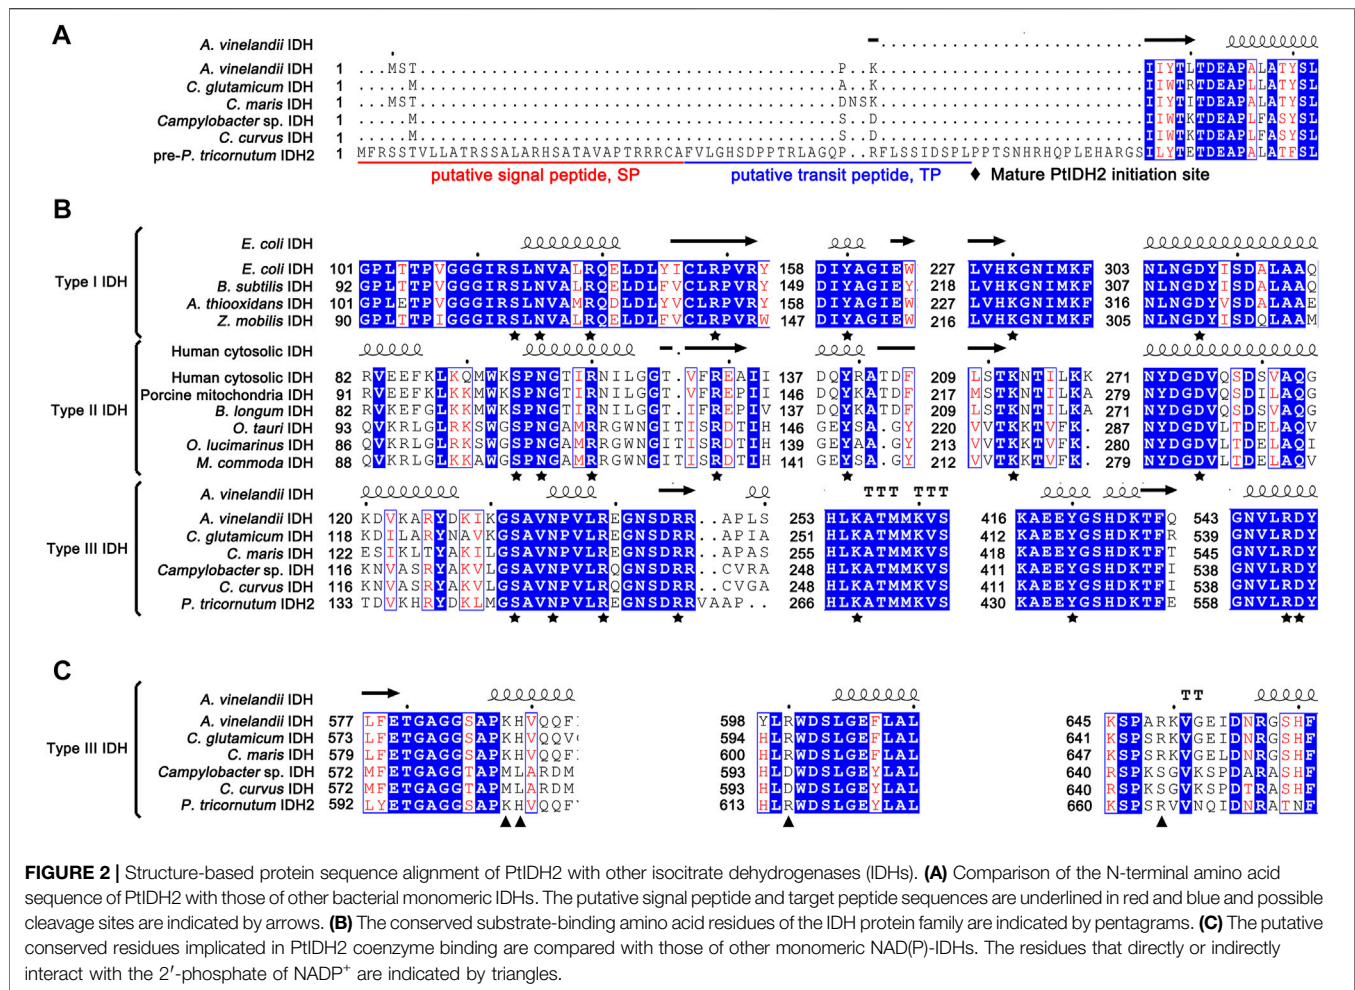 A
A. vinelandii IDH
A. vinelandii IDH 1 ...MST P..K IIYTLTDEAPALATYSL
C. glutamicum IDH 1 M A..K IIWTRTDEAPLLATYSL
C. maris IDH 1 ...MST DNSK IIYTITDEAPALATYSL
Campylobacter sp. IDH 1 M S..D IIWTKTDEAPLFASYSL
C. curvus IDH 1 M S..D IIWTKTDEAPLFASYSL
pre-P. tricornutum IDH2 1 MFRSSTVLLATRSSALARHSATAVAPTRRRCAFVLGHSDPPTRLAGQP..RFLSSIDSPLPPTSNHRHQPLEHARGSILYTETDEAPALATFSL
putative signal peptide, SP putative transit peptide, TP ♦ Mature PtIDH2 initiation site
B
Type I IDH
E. coli IDH
E. coli IDH 101 GPLTTPVGGGIRSLNVALRQELDLYICLRPVRY 158 DIYAGIEW 227 LVHKGNIMKF 303 NLNGDYISDALAAQ
B. subtilis IDH 92 GPLTTPVGGGIRSLNVALRQELDLFVCLRPVRY 149 DIYAGIEY 218 LVHKGNIMKF 307 NLNGDYISDALAAQ
A. thiooxidans IDH 101 GPLETPVGGGIRSLNVAMRQDLDLYVCLRPVRY 158 DIYAGIEW 227 LVHKGNIMKF 316 NLNGDYVSDALAAE
Z. mobilis IDH 90 GPLTTPIGGGIRSLNVALRQELDLFVCLRPVRW 147 DIYAGIEW 216 LVHKGNIMKF 305 NLNGDYISDQLAAM
Type II IDH
Human cytosolic IDH
Human cytosolic IDH 82 RVEEFKLKQMWKSPNGTIRNILGGT.VFREAII 137 DQYRATDF 209 LSTKNTILKK 271 NYDGDVQSDSVAQG
Porcine mitochondria IDH 91 RVEEFKLKKMWKSPNGTIRNILGGT.VFREPII 146 DQYKATDF 217 MSTKNTILKA 279 NYDGDVQSDILAQG
B. longum IDH 82 RVKEFGLKKMWKSPNGTIRNILGGT.IFREPIV 137 DQYKATDF 209 LSTKNTILKA 271 NYDGDVQSDSVAQG
O. tauri IDH 93 QVKRLGLRKSWGSPNGAMRRGWNGITISRDTIH 146 GEYSA.GY 220 VVTKKTVFK. 287 NYDGDVLTDELAQG
O. lucimarinus IDH 86 QVKRLGLKKSWGSPNGAMRRGWNGITISRDTIH 139 GEYSA.GY 213 VVTKKTVFK. 280 NYDGDVLTDELAQI
M. commoda IDH 88 QVKRLGLKKAWGSPNGAMRRGWNGITISRDTIH 141 GEYSA.GY 212 VVTKKTVFK. 279 NYDGDVLTDELAQV
Type III IDH
A. vinelandii IDH TTT TTT
A. vinelandii IDH 120 KDVKARYDKIKGSAVNPVLREGNSDRR..APLS 253 HLKATMMKVS 416 KAEEYGSHDKTFQ 543 GNVLRDY
C. glutamicum IDH 118 KDILARYNAVKGSAVNPVLREGNSDRR..APIA 251 HLKATMMKVS 412 KAEEYGSHDKTFR 539 GNVLRDY
C. maris IDH 122 ESIKLTYAKILGSAVNPVLREGNSDRR..APAS 255 HLKATMMKVS 418 KAEEYGSHDKTFT 545 GNVLRDY
Campylobacter sp. IDH 116 KNVASRYAKVLGSAVNPVLRQGNSDRR..CVRA 248 HLKATMMKVS 411 KAEEYGSHDKTFI 538 GNVLRDY
C. curvus IDH 116 KNVASRYAKVLGSAVNPVLRQGNSDRR..CVGA 248 HLKATMMKVS 411 KAEEYGSHDKTFI 538 GNVLRDY
P. tricornutum IDH2 133 TDVKHRYDKLMGSAVNPVLREGNSDRRVAAP.. 266 HLKATMMKVS 430 KAEEYGSHDKTFE 558 GNVLRDY
C
Type III IDH
A. vinelandii IDH TT
A. vinelandii IDH 577 LFETGAGGSAPKHVQQF 598 YLRWDSLGEFLAL 645 KSPARKVGEIDNRGSHF
C. glutamicum IDH 573 LFETGAGGSAPKHVQQV 594 HLRWDSLGEFLAL 641 KSPSRKVGEIDNRGSHF
C. maris IDH 579 LFETGAGGSAPKHVQQF 600 HLRWDSLGEFLAL 647 KSPSRKVGELDNRGSHF
Campylobacter sp. IDH 572 MFETGAGGTAPMLARDM 593 HLDWDSLGEYLAL 640 RSPKSGVKSPDARASHF
C. curvus IDH 572 MFETGAGGTAPMLARDM 593 HLDWDSLGEYLAL 640 RSPKSGVKSPDTRASHF
P. tricornutum IDH2 592 LYETGAGGSAPKHVQQF 613 HLRWDSLGEYLAL 660 KSPSRVVNQIDNRATNF
FIGURE 2 | Structure-based protein sequence alignment of PtIDH2 with other isocitrate dehydrogenases (IDHs). (A) Comparison of the N-terminal amino acid
sequence of PtIDH2 with those of other bacterial monomeric IDHs. The putative signal peptide and target peptide sequences are underlined in red and blue and possible
cleavage sites are indicated by arrows. (B) The conserved substrate-binding amino acid residues of the IDH protein family are indicated by pentagrams. (C) The putative
conserved residues implicated in PtIDH2 coenzyme binding are compared with those of other monomeric NAD(P)-IDHs. The residues that directly or indirectly
interact with the 2′-phosphate of NADP+ are indicated by triangles.